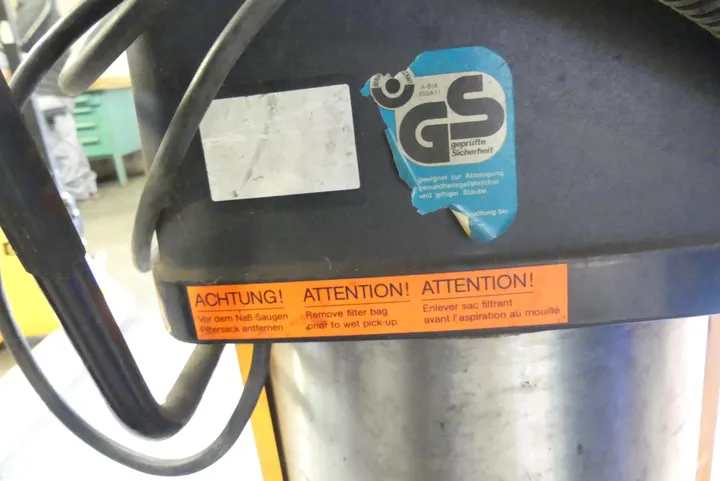 A-BIA
GS
geprüfte
Sicherheit
geeignet zur Absaugung
gesundheitsgefährlicher
und giftiger Stäube
ACHTUNG!
Vor dem Naß-Saugen
Filtersack entfernen
ATTENTION!
Remove filter bag
prior to wet pick-up
ATTENTION!
Enlever sac filtrant
avant l'aspiration au mouillé